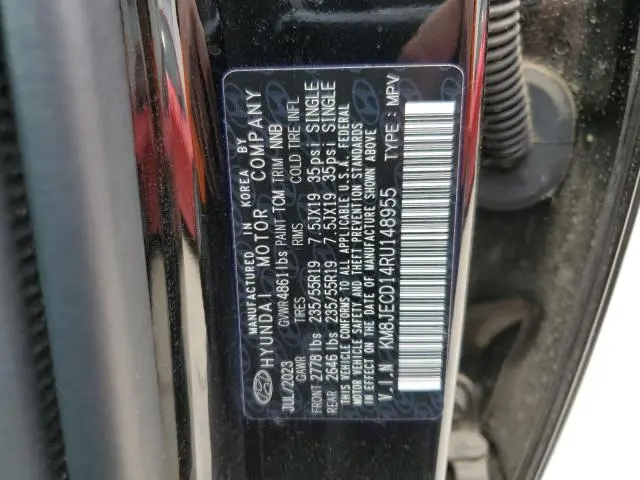 MANUFACTURED IN KOREA BY
HYUNDAI MOTOR COMPANY
JUL/2023 GVWR 4861 lbs PAINT TCM TRIM NNB
GAWR TIRES RIMS COLD TIRE INFL
FRONT 2778 lbs 235/55R19 7.5JX19 35psi SINGLE
REAR 2646 lbs 235/55R19 7.5JX19 35psi SINGLE
THIS VEHICLE CONFORMS TO ALL APPLICABLE U.S.A. FEDERAL
MOTOR VEHICLE SAFETY AND THEFT PREVENTION STANDARDS
IN EFFECT ON THE DATE OF MANUFACTURE SHOWN ABOVE
V.I.N KM8JECD14RU148955 TYPE : MPV